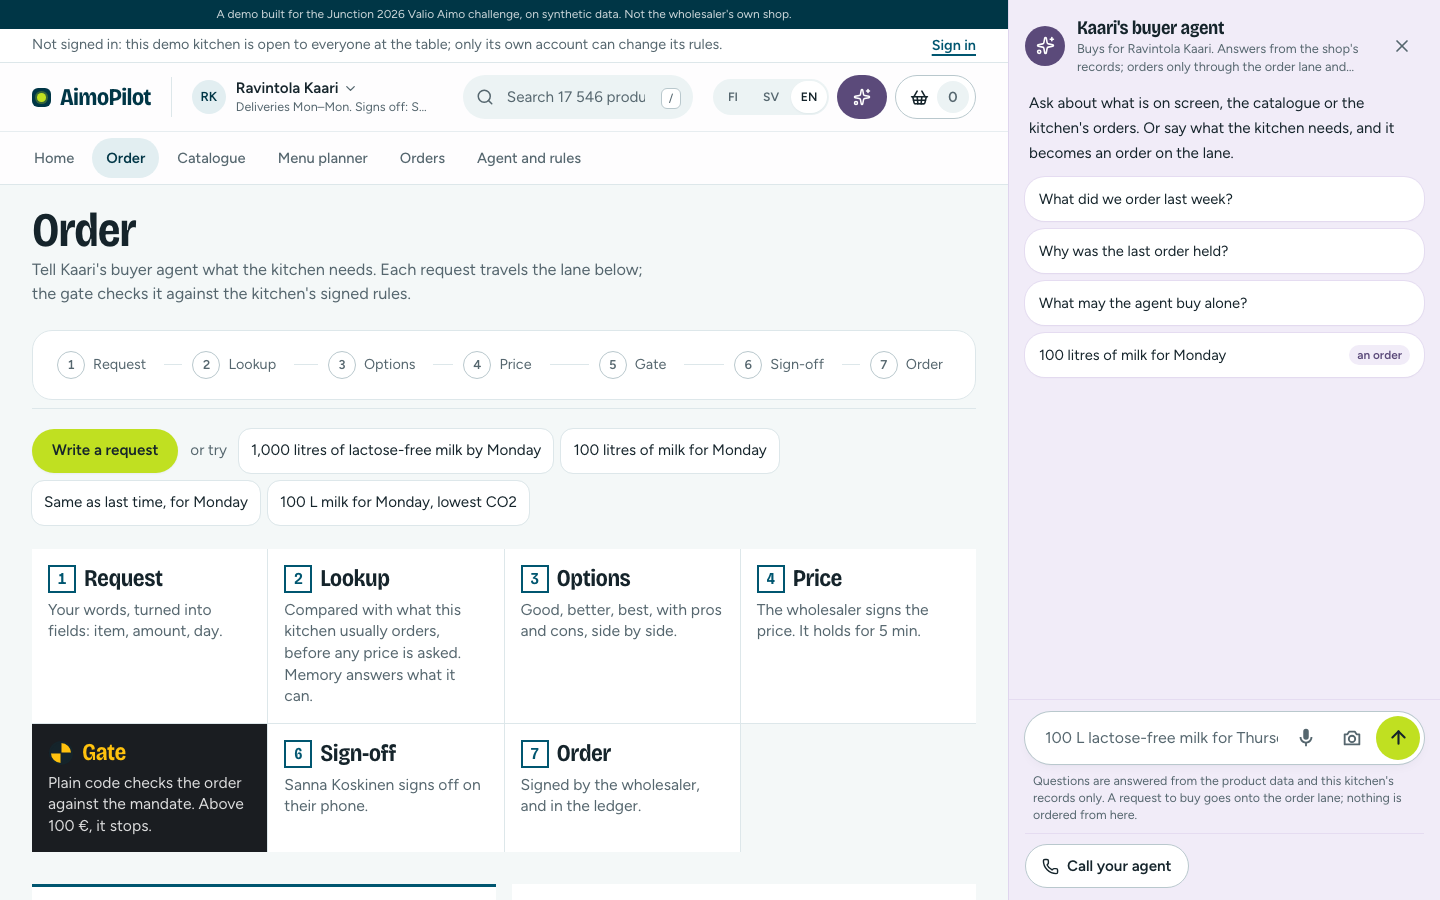 A demo built for the Junction 2026 Valio Aimo challenge, on synthetic data. Not the wholesaler's own shop.
Not signed in: this demo kitchen is open to everyone at the table; only its own account can change its rules.
Sign in
AimoPilot
RK
Ravintola Kaari
Deliveries Mon–Mon. Signs off: S...
Search 17 546 produ
/
FI
SV
EN
0
Home
Order
Catalogue
Menu planner
Orders
Agent and rules
Order
Tell Kaari's buyer agent what the kitchen needs. Each request travels the lane below;
the gate checks it against the kitchen's signed rules.
1 Request
2 Lookup
3 Options
4 Price
5 Gate
6 Sign-off
7 Order
Write a request
or try
1,000 litres of lactose-free milk by Monday
100 litres of milk for Monday
Same as last time, for Monday
100 L milk for Monday, lowest CO2
1 Request
Your words, turned into
fields: item, amount, day.
2 Lookup
Compared with what this
kitchen usually orders,
before any price is asked.
Memory answers what it
can.
3 Options
Good, better, best, with pros
and cons, side by side.
4 Price
The wholesaler signs the
price. It holds for 5 min.
Gate
Plain code checks the order
against the mandate. Above
100 €, it stops.
6 Sign-off
Sanna Koskinen signs off on
their phone.
7 Order
Signed by the wholesaler,
and in the ledger.
Kaari's buyer agent
Buys for Ravintola Kaari. Answers from the shop's
records; orders only through the order lane and...
Ask about what is on screen, the catalogue or the
kitchen's orders. Or say what the kitchen needs, and it
becomes an order on the lane.
What did we order last week?
Why was the last order held?
What may the agent buy alone?
100 litres of milk for Monday
an order
100 L lactose-free milk for Thurs
Questions are answered from the product data and this kitchen's
records only. A request to buy goes onto the order lane; nothing is
ordered from here.
Call your agent